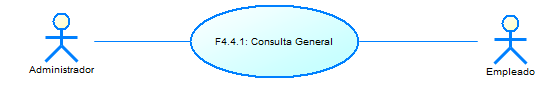 F4.4.1: Consulta General
Administrador
Empleado